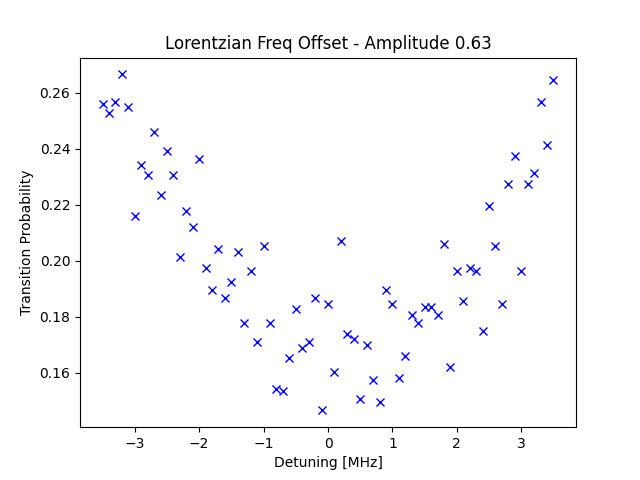 Lorentzian Freq Offset - Amplitude 0.63
Transition Probability
0.26
0.24
0.22
0.20
0.18
0.16
−3 −2 −1 0 1 2 3
Detuning [MHz]